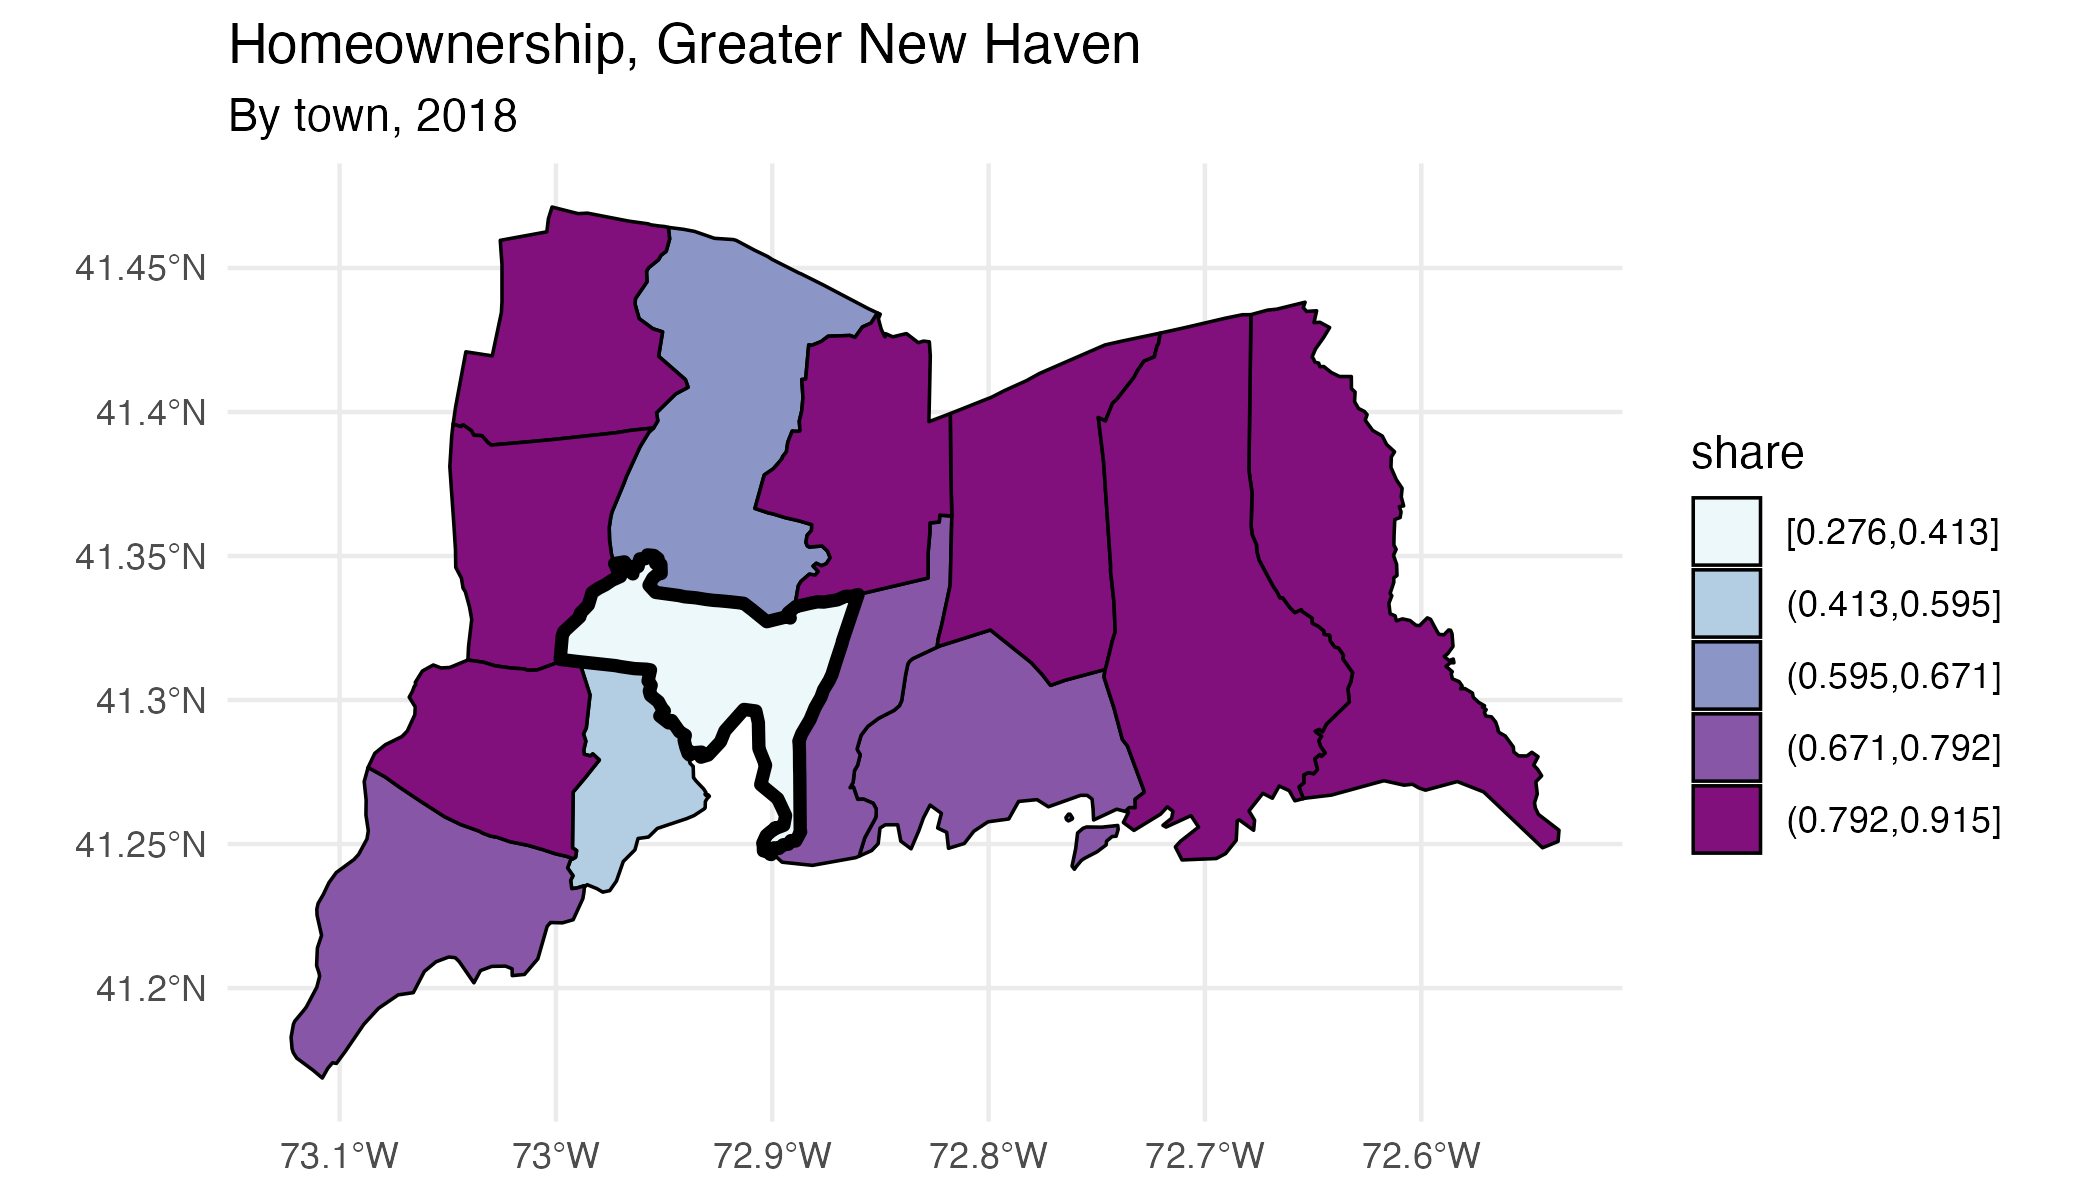 Homeownership, Greater New Haven
By town, 2018
41.45°N
41.4°N
41.35°N
41.3°N
41.25°N
41.2°N
73.1°W
73°W
72.9°W
72.8°W
72.7°W
72.6°W
share
[0.276,0.413]
(0.413,0.595]
(0.595,0.671]
(0.671,0.792]
(0.792,0.915]